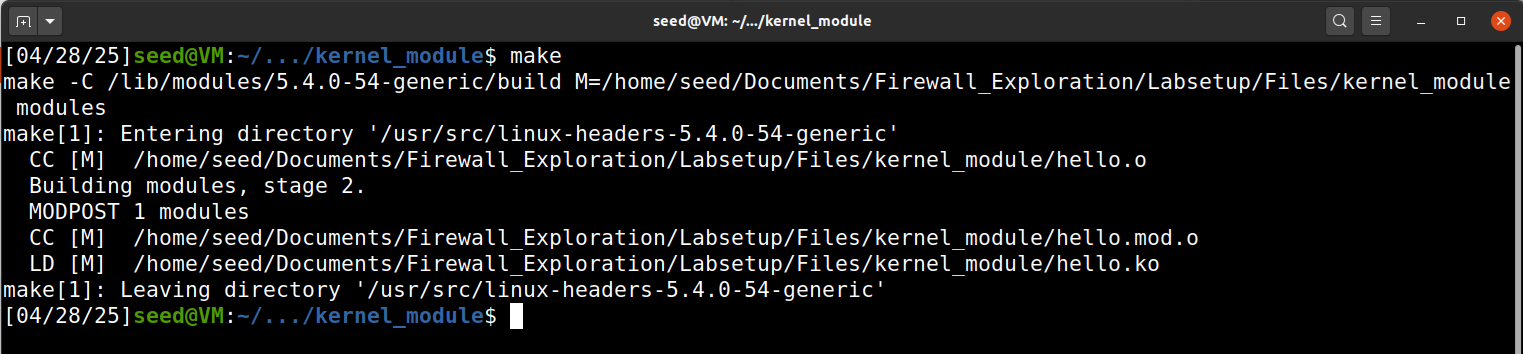 seed@VM: ~/.../kernel_module
[04/28/25]seed@VM:~/.../kernel_module$ make
make -C /lib/modules/5.4.0-54-generic/build M=/home/seed/Documents/Firewall_Exploration/Labsetup/Files/kernel_module
 modules
make[1]: Entering directory '/usr/src/linux-headers-5.4.0-54-generic'
  CC [M]  /home/seed/Documents/Firewall_Exploration/Labsetup/Files/kernel_module/hello.o
  Building modules, stage 2.
  MODPOST 1 modules
  CC [M]  /home/seed/Documents/Firewall_Exploration/Labsetup/Files/kernel_module/hello.mod.o
  LD [M]  /home/seed/Documents/Firewall_Exploration/Labsetup/Files/kernel_module/hello.ko
make[1]: Leaving directory '/usr/src/linux-headers-5.4.0-54-generic'
[04/28/25]seed@VM:~/.../kernel_module$